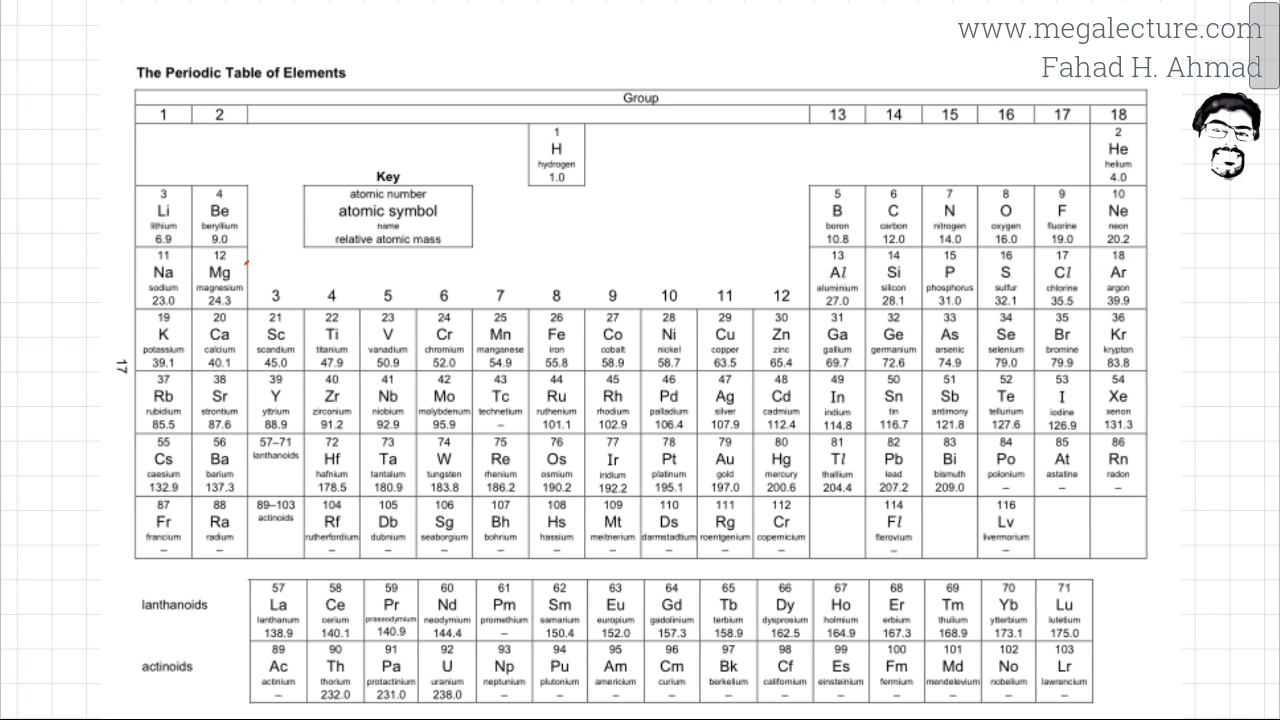 www.megalecture.com
Fahad H. Ahmad
The Periodic Table of Elements
Group
1 2 13 14 15 16 17 18
1 2
H He
hydrogen helium
1.0 4.0
Key
3 4 atomic number 5 6 7 8 9 10
Li Be atomic symbol B C N O F Ne
lithium beryllium name boron carbon nitrogen oxygen fluorine neon
6.9 9.0 relative atomic mass 10.8 12.0 14.0 16.0 19.0 20.2
11 12 13 14 15 16 17 18
Na Mg Al Si P S Cl Ar
sodium magnesium aluminium silicon phosphorus sulfur chlorine argon
23.0 24.3 3 4 5 6 7 8 9 10 11 12 27.0 28.1 31.0 32.1 35.5 39.9
19 20 21 22 23 24 25 26 27 28 29 30 31 32 33 34 35 36
K Ca Sc Ti V Cr Mn Fe Co Ni Cu Zn Ga Ge As Se Br Kr
potassium calcium scandium titanium vanadium chromium manganese iron cobalt nickel copper zinc gallium germanium arsenic selenium bromine krypton
39.1 40.1 45.0 47.9 50.9 52.0 54.9 55.8 58.9 58.7 63.5 65.4 69.7 72.6 74.9 79.0 79.9 83.8
17
37 38 39 40 41 42 43 44 45 46 47 48 49 50 51 52 53 54
Rb Sr Y Zr Nb Mo Tc Ru Rh Pd Ag Cd In Sn Sb Te I Xe
rubidium strontium yttrium zirconium niobium molybdenum technetium ruthenium rhodium palladium silver cadmium indium tin antimony tellurium iodine xenon
85.5 87.6 88.9 91.2 92.9 95.9 – 101.1 102.9 106.4 107.9 112.4 114.8 116.7 121.8 127.6 126.9 131.3
55 56 57–71 72 73 74 75 76 77 78 79 80 81 82 83 84 85 86
Cs Ba lanthanoids Hf Ta W Re Os Ir Pt Au Hg Tl Pb Bi Po At Rn
caesium barium hafnium tantalum tungsten rhenium osmium iridium platinum gold mercury thallium lead bismuth polonium astatine radon
132.9 137.3 178.5 180.9 183.8 186.2 190.2 192.2 195.1 197.0 200.6 204.4 207.2 209.0 – – –
87 88 89–103 104 105 106 107 108 109 110 111 112 114 116
Fr Ra actinoids Rf Db Sg Bh Hs Mt Ds Rg Cr Fl Lv
francium radium rutherfordium dubnium seaborgium bohrium hassium meitnerium darmstadtium roentgenium copernicium flerovium livermorium
– – – – – – – – – – – – –
57 58 59 60 61 62 63 64 65 66 67 68 69 70 71
lanthanoids La Ce Pr Nd Pm Sm Eu Gd Tb Dy Ho Er Tm Yb Lu
lanthanum cerium praseodymium neodymium promethium samarium europium gadolinium terbium dysprosium holmium erbium thulium ytterbium lutetium
138.9 140.1 140.9 144.4 – 150.4 152.0 157.3 158.9 162.5 164.9 167.3 168.9 173.1 175.0
89 90 91 92 93 94 95 96 97 98 99 100 101 102 103
actinoids Ac Th Pa U Np Pu Am Cm Bk Cf Es Fm Md No Lr
actinium thorium protactinium uranium neptunium plutonium americium curium berkelium californium einsteinium fermium mendelevium nobelium lawrencium
– 232.0 231.0 238.0 – – – – – – – – – – –